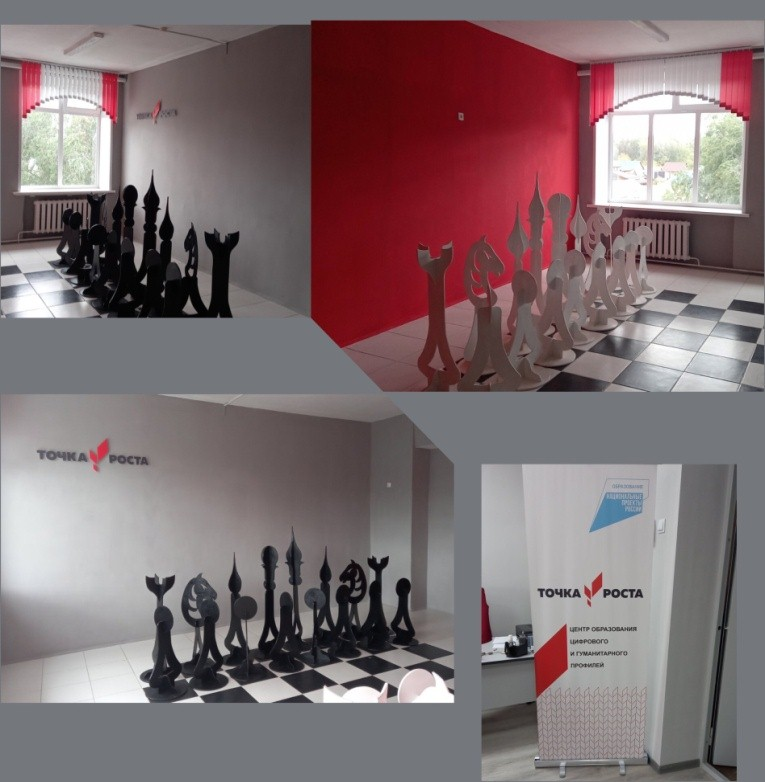 ТОЧКА РОСТА
ТОЧКА РОСТА
ОБРАЗОВАНИЕ
НАЦИОНАЛЬНЫЕ
ПРОЕКТЫ
РОССИИ
ТОЧКА РОСТА
ЦЕНТР ОБРАЗОВАНИЯ
ЦИФРОВОГО
И ГУМАНИТАРНОГО
ПРОФИЛЕЙ